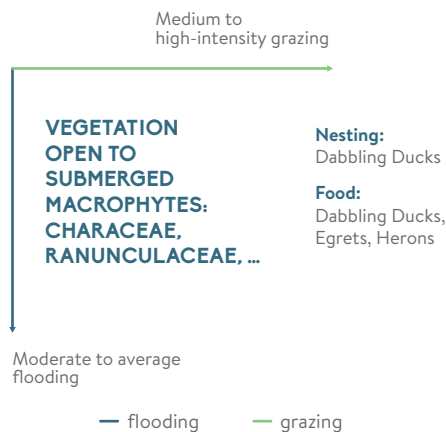 Medium to
high-intensity grazing
VEGETATION
OPEN TO
SUBMERGED
MACROPHYTES:
CHARACEAE,
RANUNCULACEAE, ...
Nesting:
Dabbling Ducks
Food:
Dabbling Ducks,
Egrets, Herons
Moderate to average
flooding
flooding
grazing